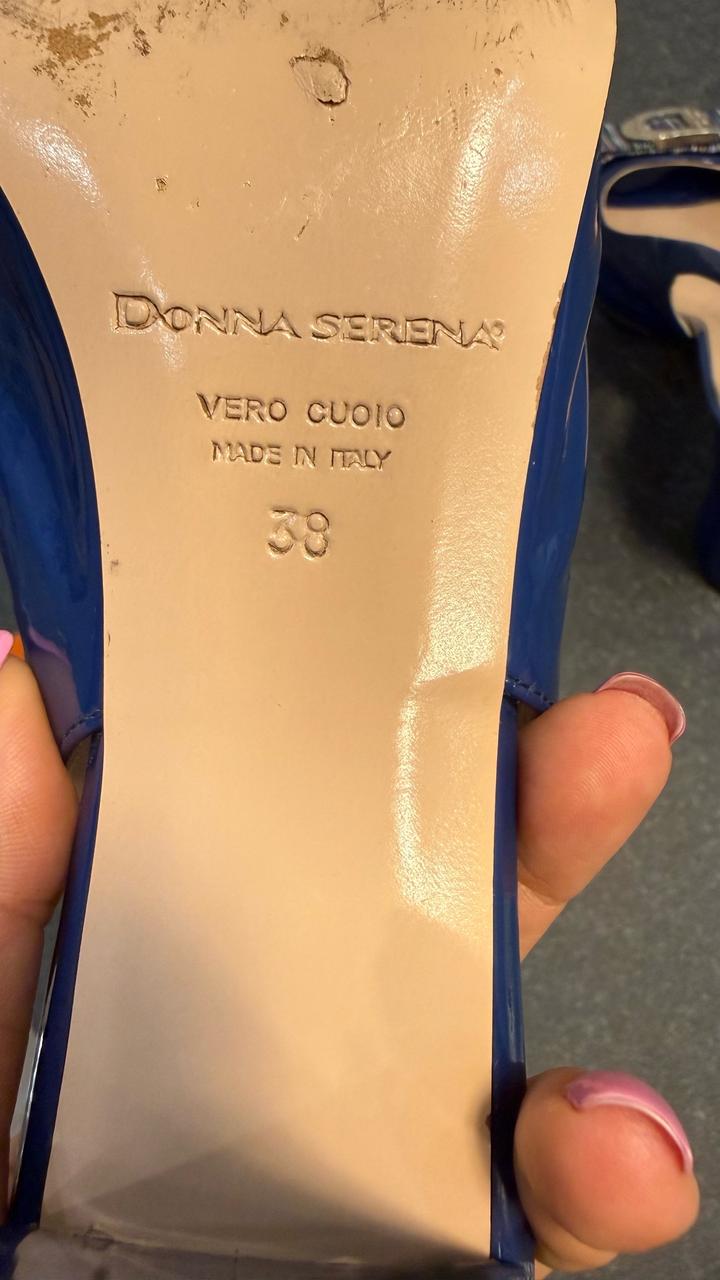 DONNA SERENA®
VERO CUOIO
MADE IN ITALY
38